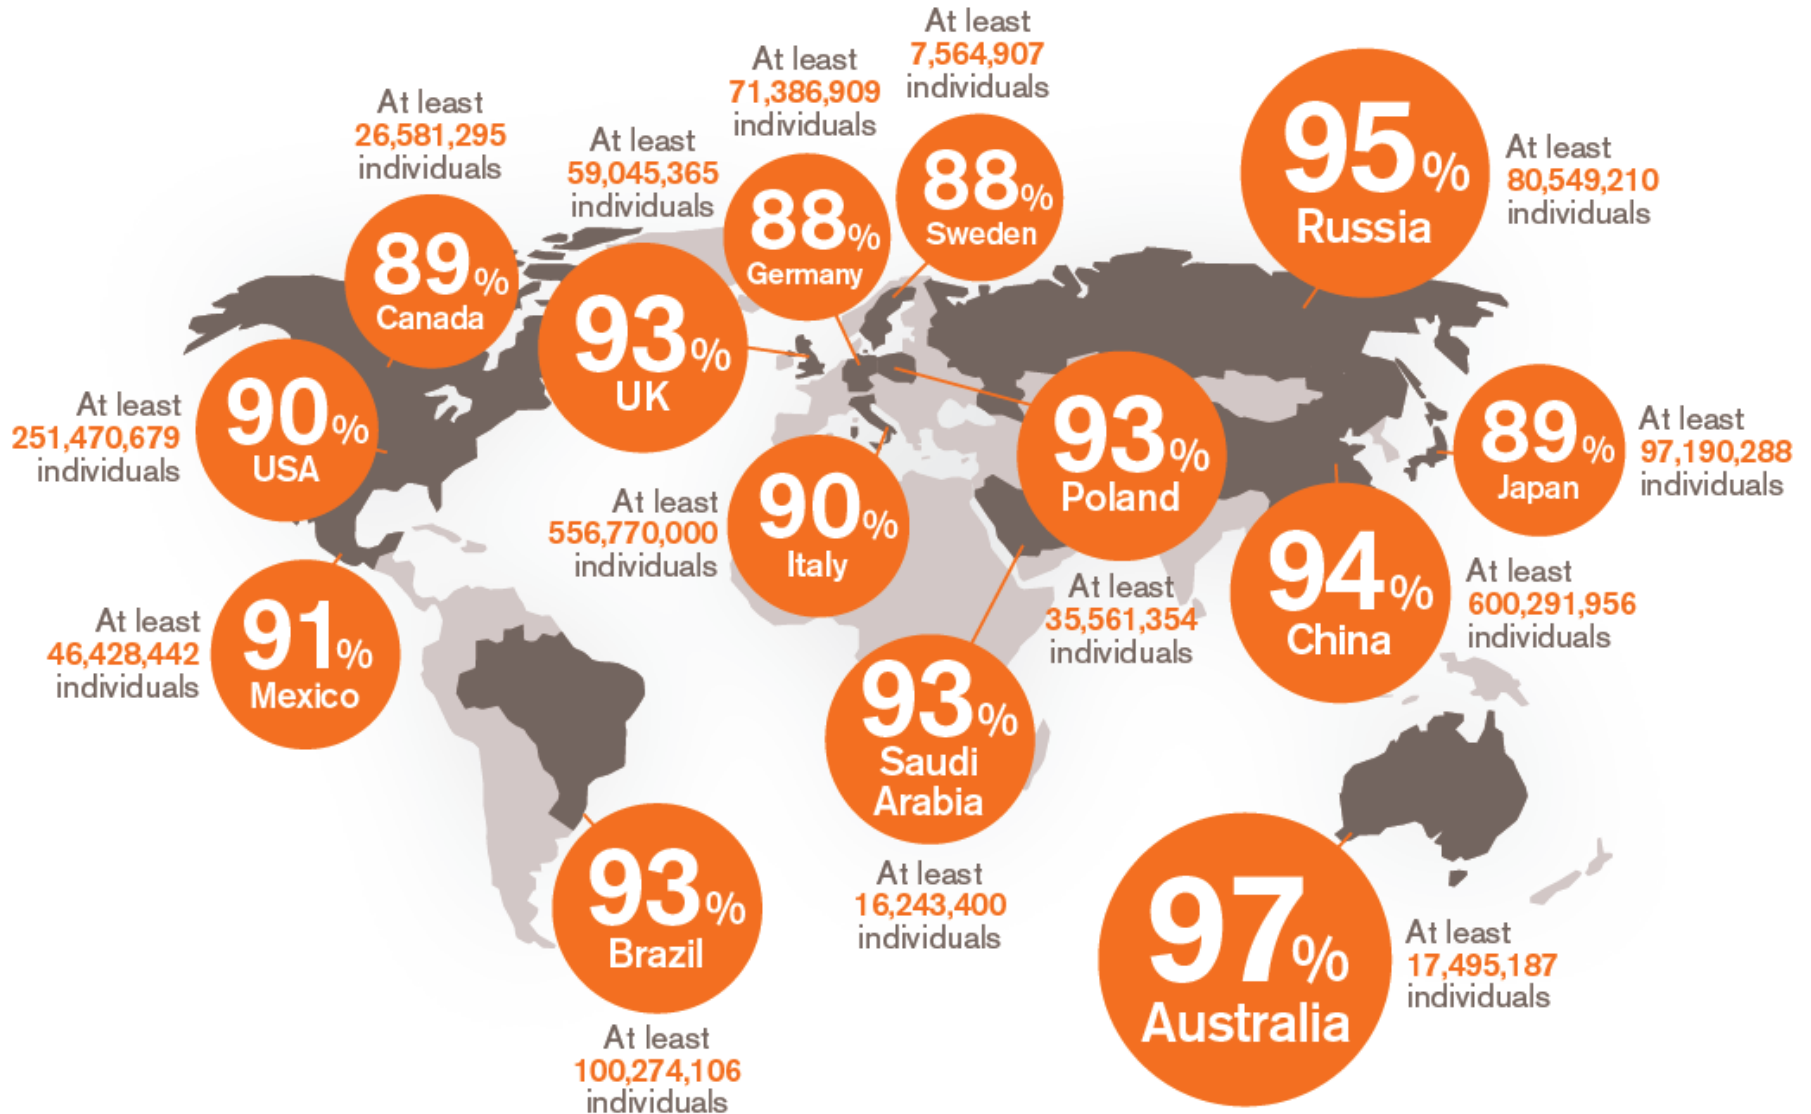 At least
7,564,907
individuals
88%
Sweden
At least
71,386,909
individuals
88%
Germany
At least
26,581,295
individuals
89%
Canada
At least
59,045,365
individuals
93%
UK
95%
Russia
At least
80,549,210
individuals
At least
251,470,679
individuals
90%
USA
At least
556,770,000
individuals
90%
Italy
93%
Poland
At least
35,561,354
individuals
89%
Japan
At least
97,190,288
individuals
94%
China
At least
600,291,956
individuals
At least
46,428,442
individuals
91%
Mexico
93%
Saudi
Arabia
At least
16,243,400
individuals
93%
Brazil
At least
100,274,106
individuals
97%
Australia
At least
17,495,187
individuals